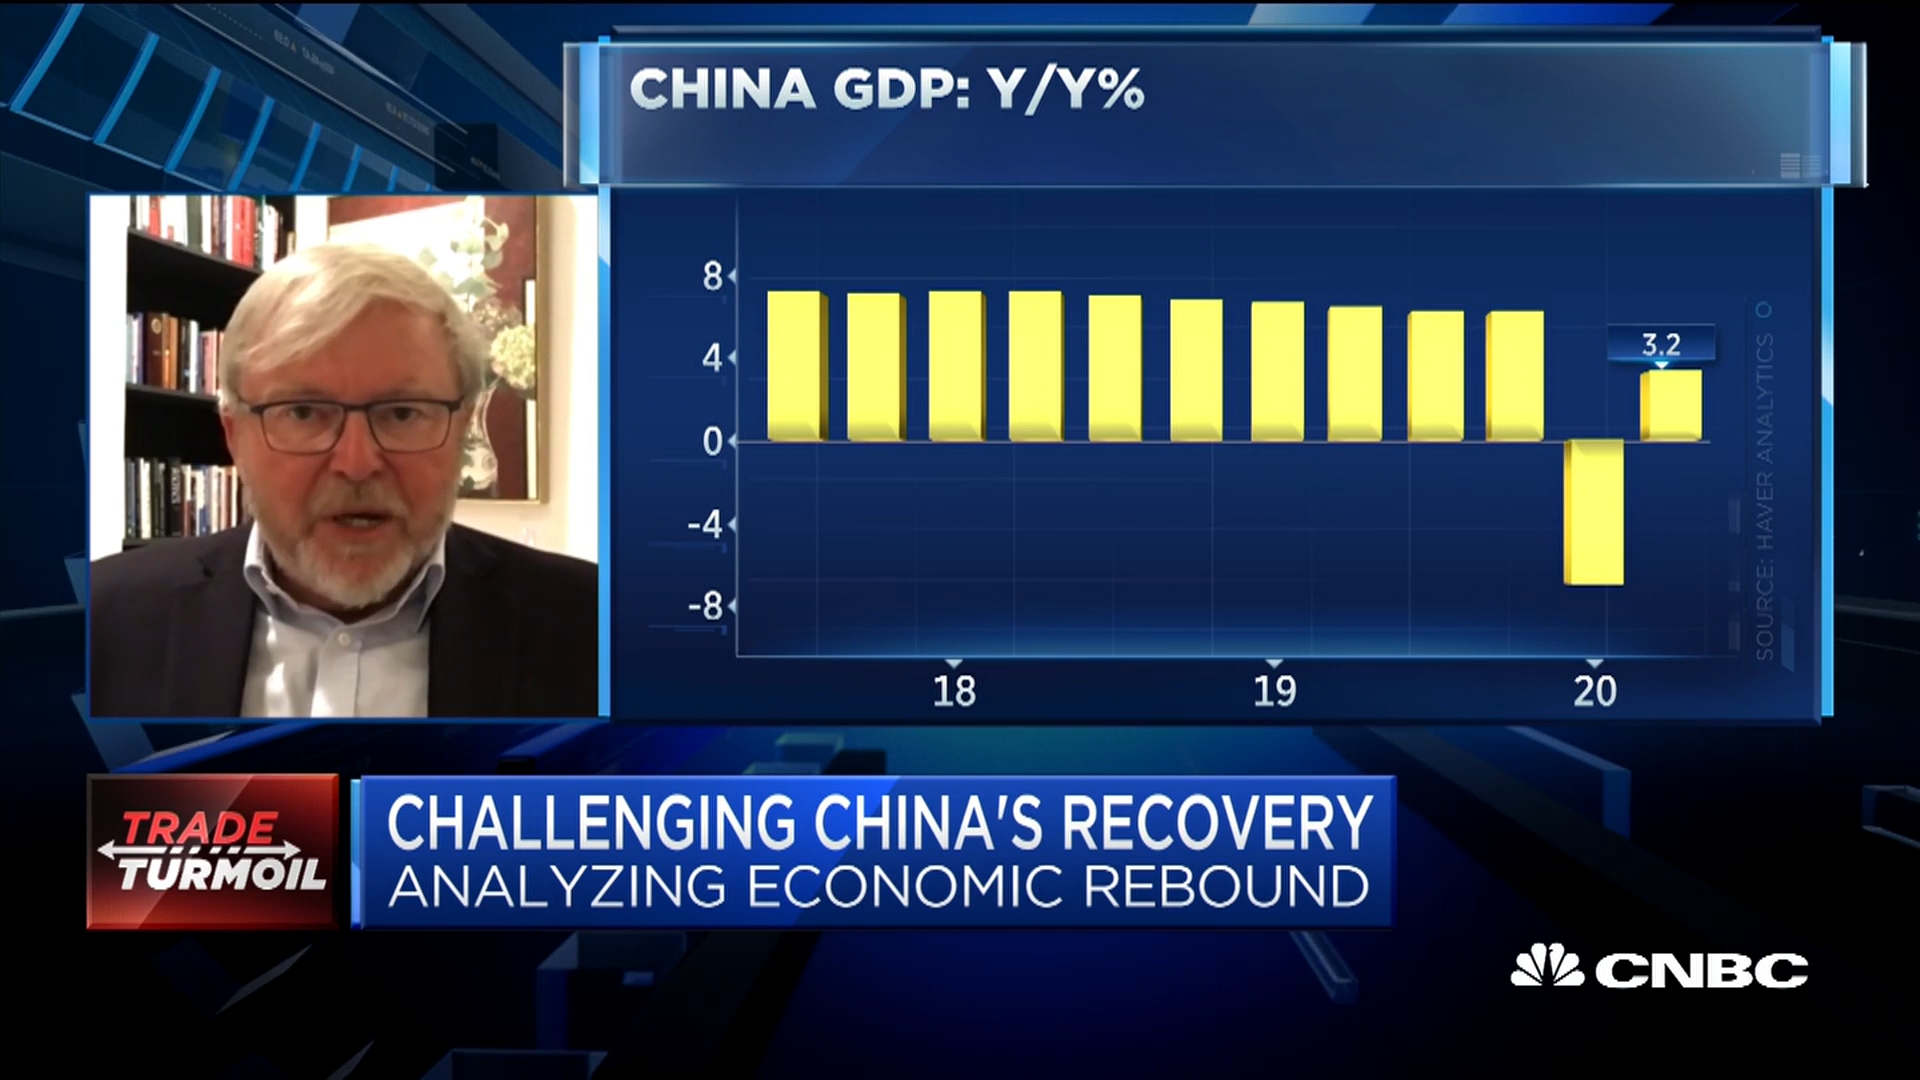 CHINA GDP: Y/Y%
8
4
0
-4
-8
3.2
18
19
20
SOURCE: HAVER ANALYTICS
TRADE
TURMOIL
CHALLENGING CHINA'S RECOVERY
ANALYZING ECONOMIC REBOUND
CNBC